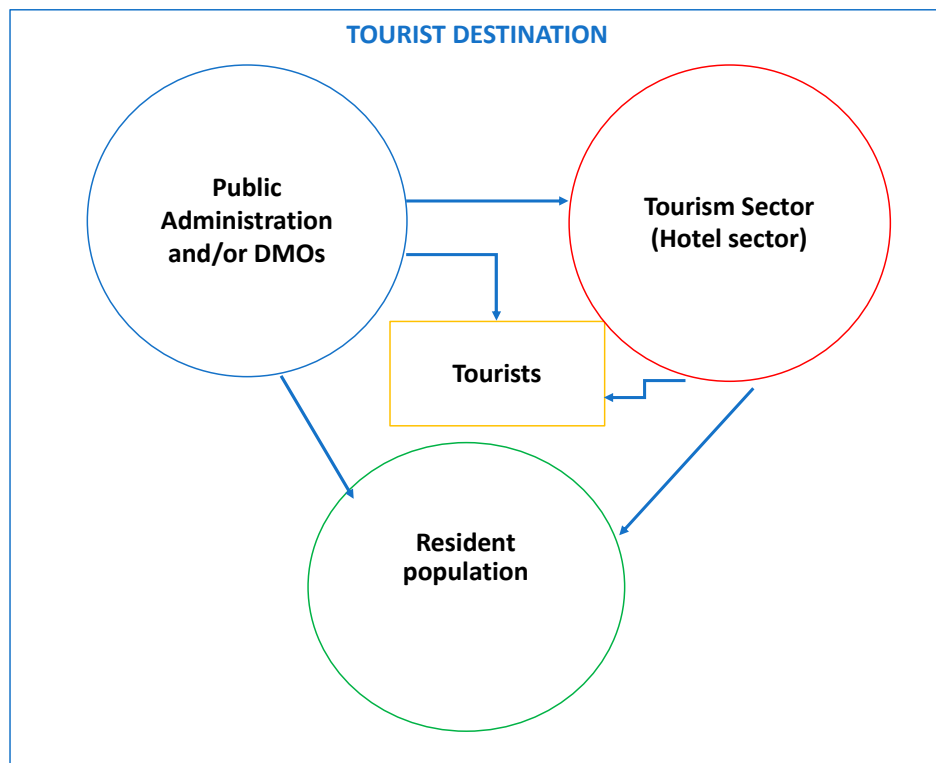 TOURIST DESTINATION
Public
Administration
and/or DMOs
Tourism Sector
(Hotel sector)
Tourists
Resident
population